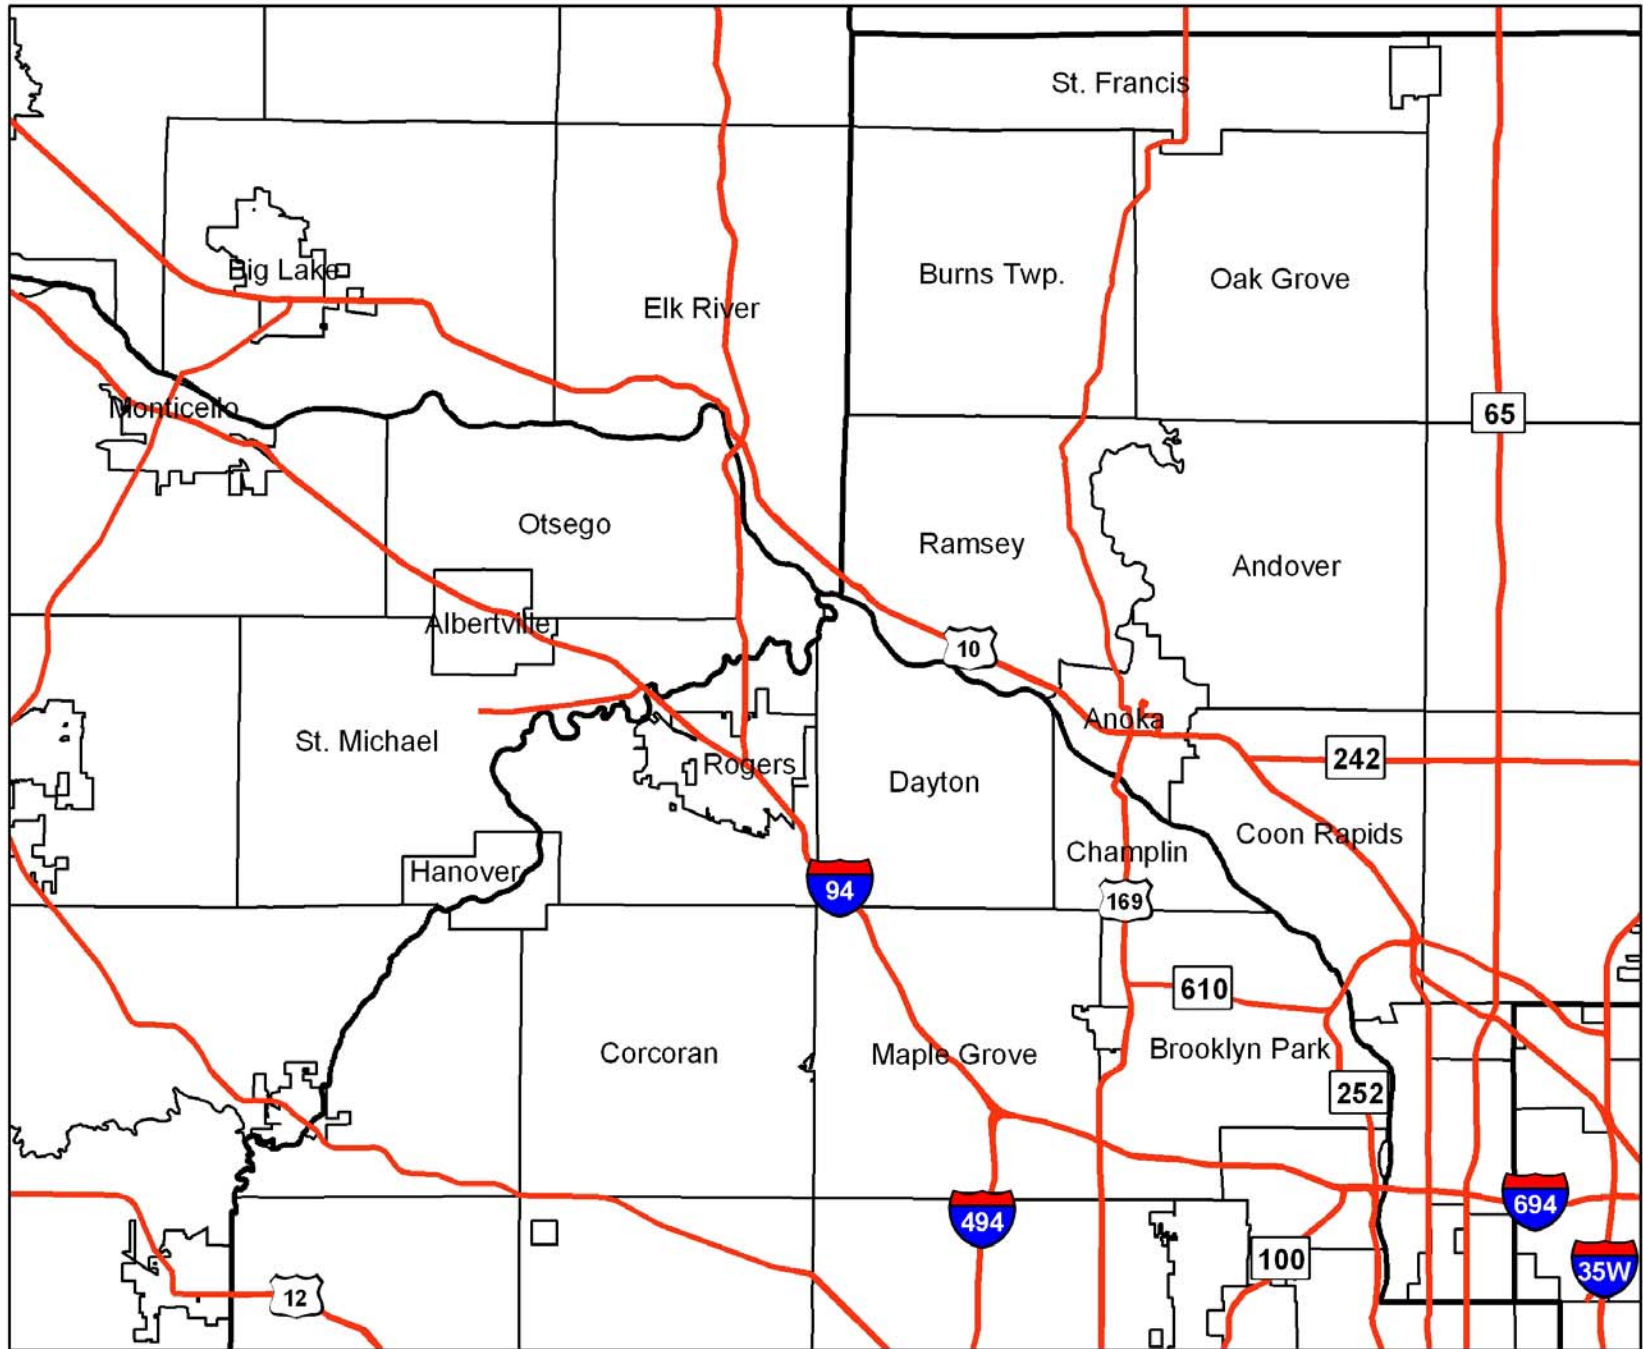 St. Francis
Big Lake
Elk River
Burns Twp.
Oak Grove
Monticello
65
Otsego
Ramsey
Andover
Albertville
10
St. Michael
Rogers
Anoka
Dayton
242
Hanover
Champlin
Coon Rapids
94
169
610
Corcoran
Maple Grove
Brooklyn Park
252
494
694
100
35W
12